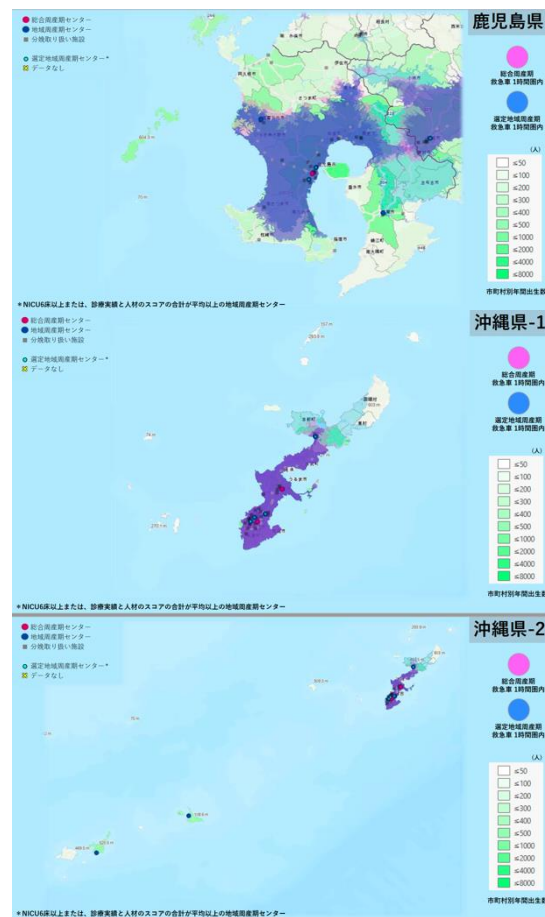 鹿児島県
総合周産期センター
地域周産期センター
分娩取り扱い施設
選定地域周産期センター*
データなし
総合周産期
救急車 1時間圏内
選定地域周産期
救急車 1時間圏内
(人)
≤50
≤100
≤200
≤300
≤400
≤500
≤1000
≤2000
≤4000
≤8000
市町村別年間出生数
*NICU6床以上または、診療実績と人材のスコアの合計が平均以上の地域周産期センター
沖縄県-1
総合周産期センター
地域周産期センター
分娩取り扱い施設
選定地域周産期センター*
データなし
うるま市
国頭村
東村
総合周産期
救急車 1時間圏内
選定地域周産期
救急車 1時間圏内
(人)
≤50
≤100
≤200
≤300
≤400
≤500
≤1000
≤2000
≤4000
≤8000
市町村別年間出生数
*NICU6床以上または、診療実績と人材のスコアの合計が平均以上の地域周産期センター
沖縄県-2
総合周産期センター
地域周産期センター
分娩取り扱い施設
選定地域周産期センター*
データなし
総合周産期
救急車 1時間圏内
選定地域周産期
救急車 1時間圏内
(人)
≤50
≤100
≤200
≤300
≤400
≤500
≤1000
≤2000
≤4000
≤8000
市町村別年間出生数
*NICU6床以上または、診療実績と人材のスコアの合計が平均以上の地域周産期センター